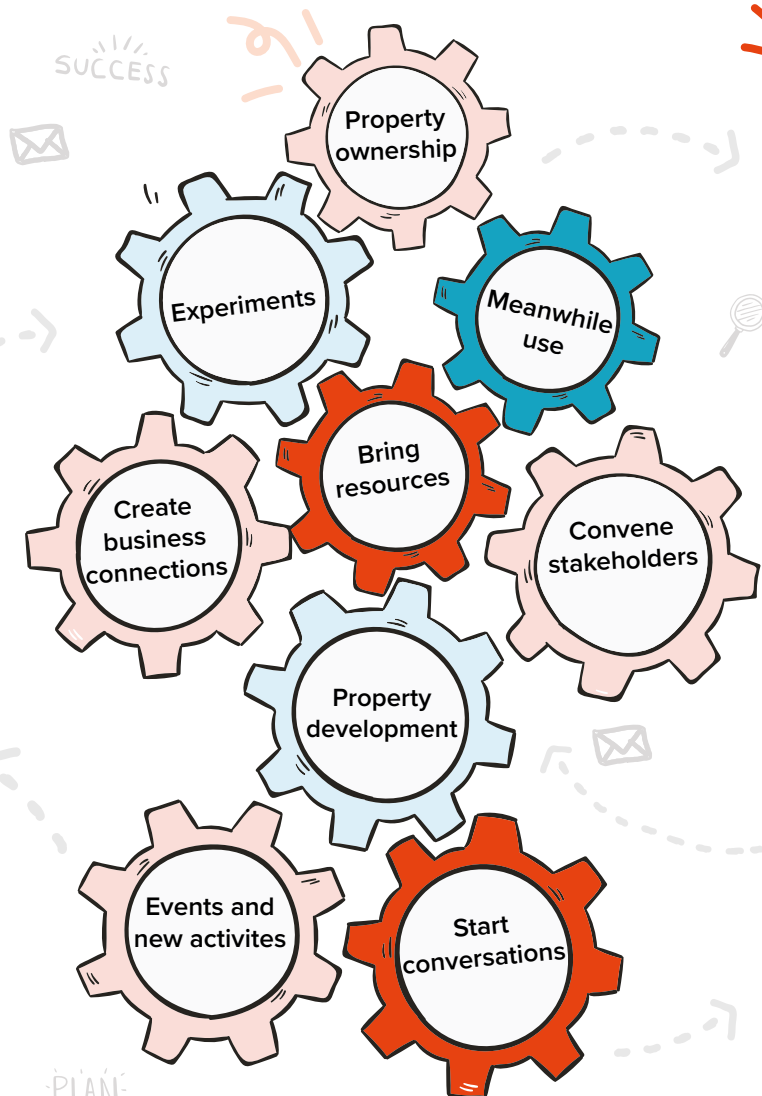 SUCCESS
Property
ownership
Experiments
Meanwhile
use
Bring
resources
Create
business
connections
Convene
stakeholders
Property
development
Events and
new activites
Start
conversations
PLAN